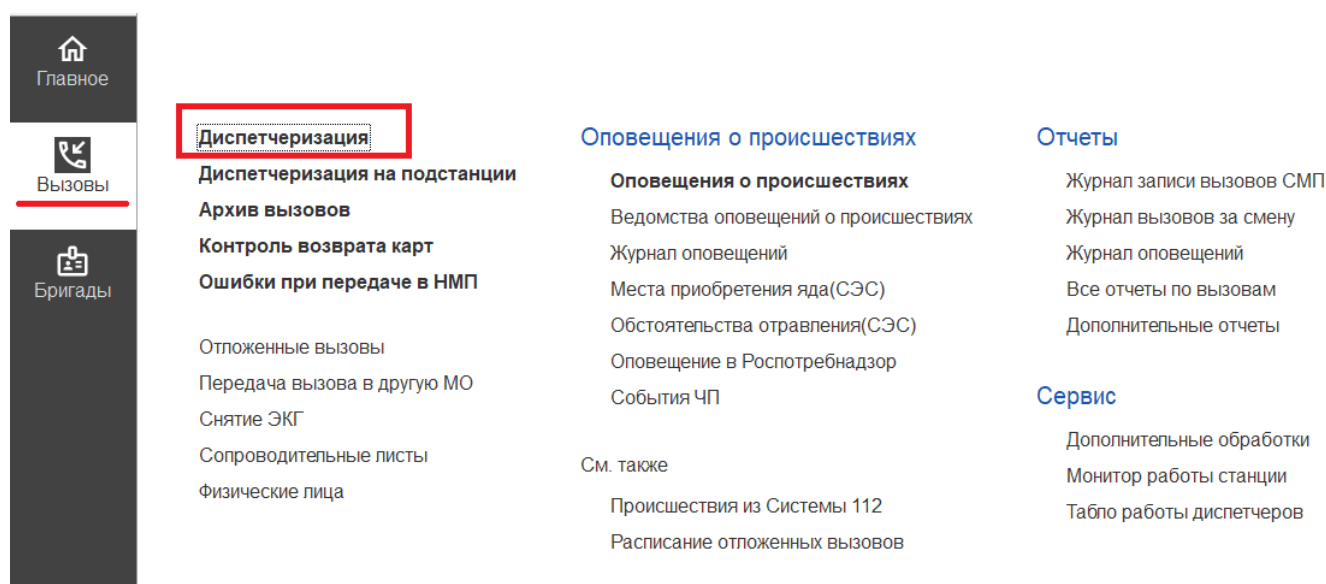 Главное
Вызовы
Бригады
Диспетчеризация
Диспетчеризация на подстанции
Архив вызовов
Контроль возврата карт
Ошибки при передаче в НМП
Отложенные вызовы
Передача вызова в другую МО
Снятие ЭКГ
Сопроводительные листы
Физические лица
Оповещения о происшествиях
Оповещения о происшествиях
Ведомства оповещений о происшествиях
Журнал оповещений
Места приобретения яда(СЭС)
Обстоятельства отравления(СЭС)
Оповещение в Роспотребнадзор
События ЧП
См. также
Происшествия из Системы 112
Расписание отложенных вызовов
Отчеты
Журнал записи вызовов СМП
Журнал вызовов за смену
Журнал оповещений
Все отчеты по вызовам
Дополнительные отчеты
Сервис
Дополнительные обработки
Монитор работы станции
Табло работы диспетчеров